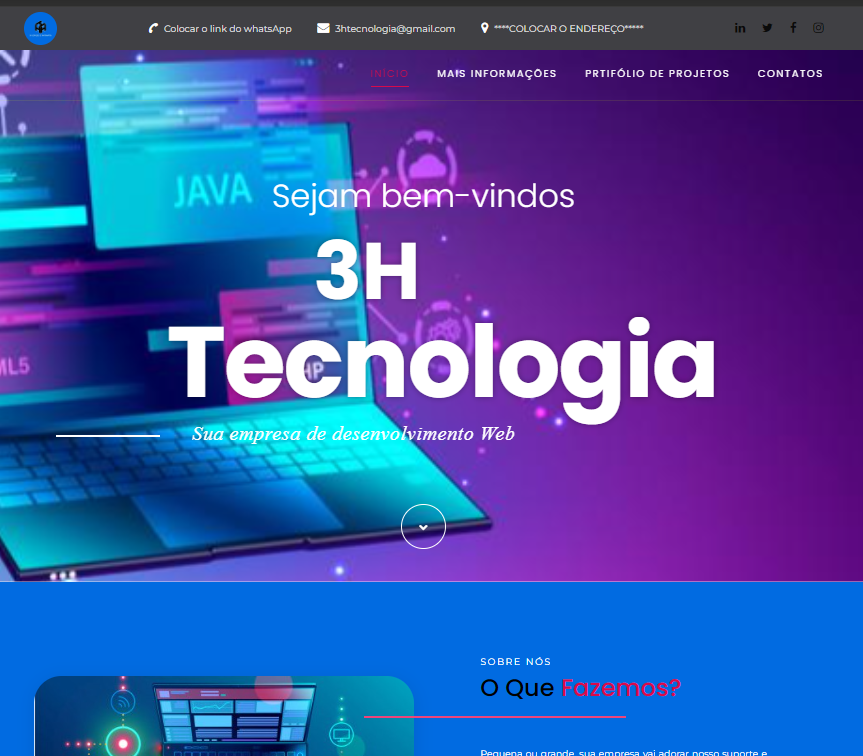 Colocar o link do whatsApp
3htecnologia@gmail.com
****COLOCAR O ENDEREÇO*****
INÍCIO
MAIS INFORMAÇÕES
PRTIFÓLIO DE PROJETOS
CONTATOS
JAVA
Sejam bem-vindos
3H
Tecnologia
ML5
HP
Sua empresa de desenvolvimento Web
SOBRE NÓS
O Que Fazemos?
Pequena ou grande, sua empresa vai adorar nosso suporte e